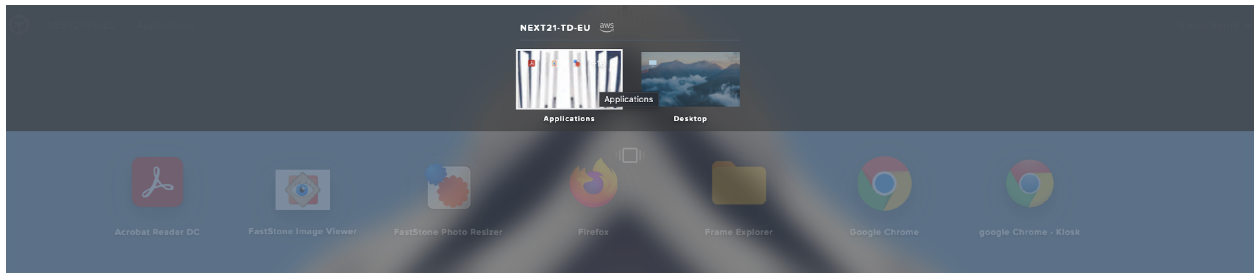 NEXT21-TD-EU aws
Applications
Applications Desktop
Acrobat Reader DC FastStone Image Viewer FastStone Photo Resizer Firefox Frame Explorer Google Chrome google Chrome - Kiosk